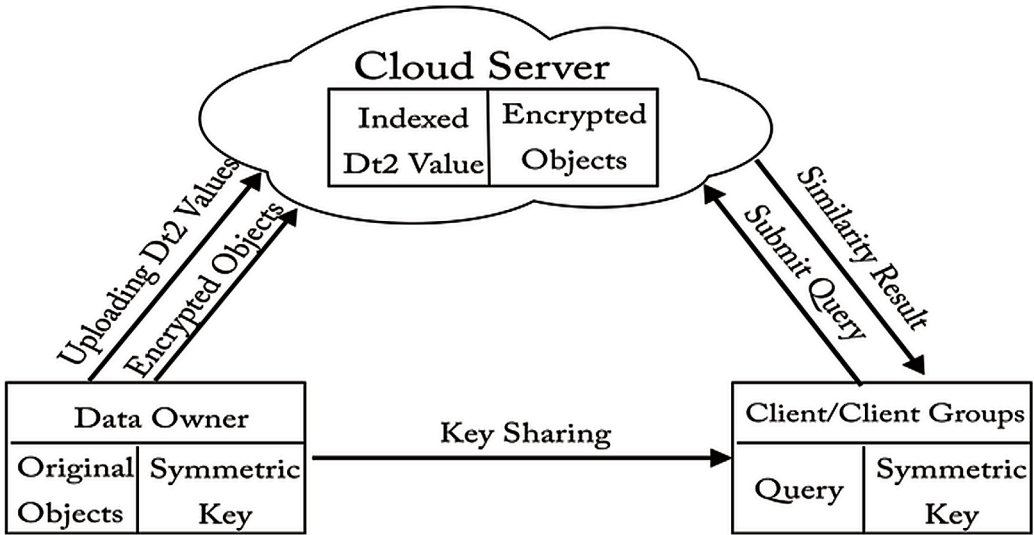 Cloud Server
Indexed
Dt2 Value
Encrypted
Objects
Uploading Dt2 Values
Encrypted Objects
Submit Query
Similarity Result
Data Owner
Original
Objects
Symmetric
Key
Key Sharing
Client/Client Groups
Query
Symmetric
Key